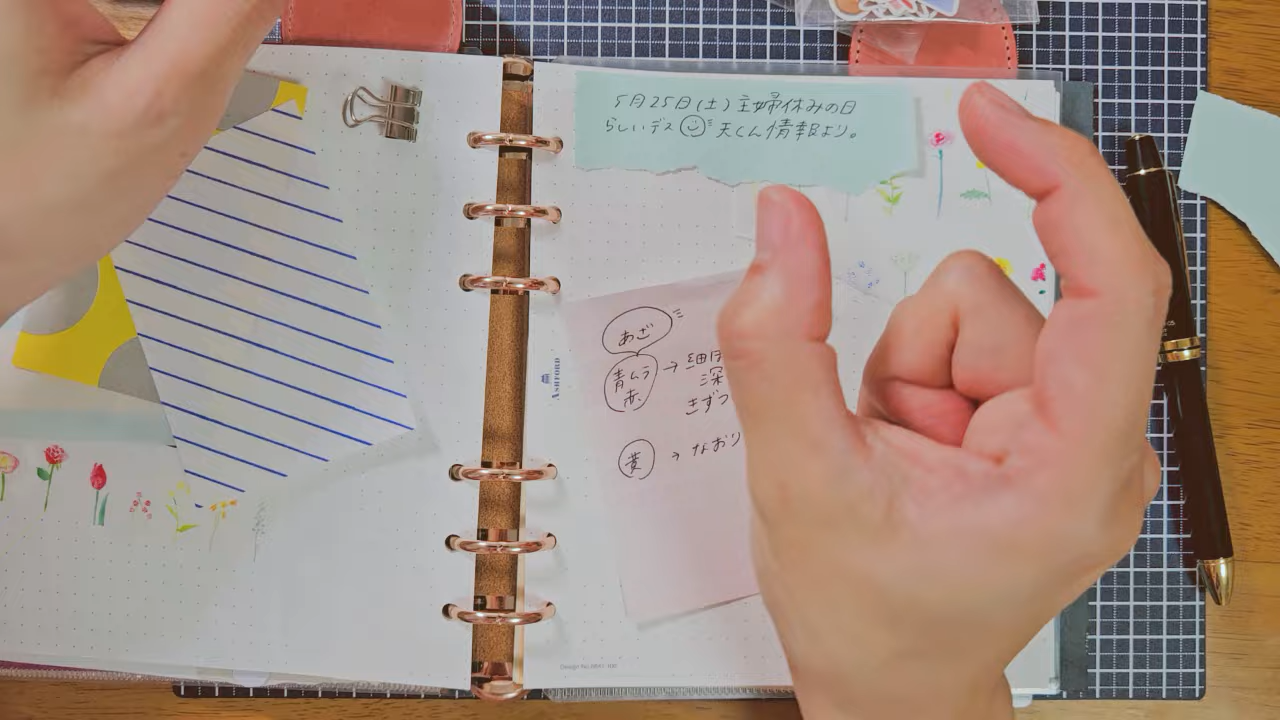 5月25日(土)主婦休みの日
らしいデス 天くん情報より。
あざ
青ムラ → 細
赤 深
きずつ
黄 → なおり
ASHFORD